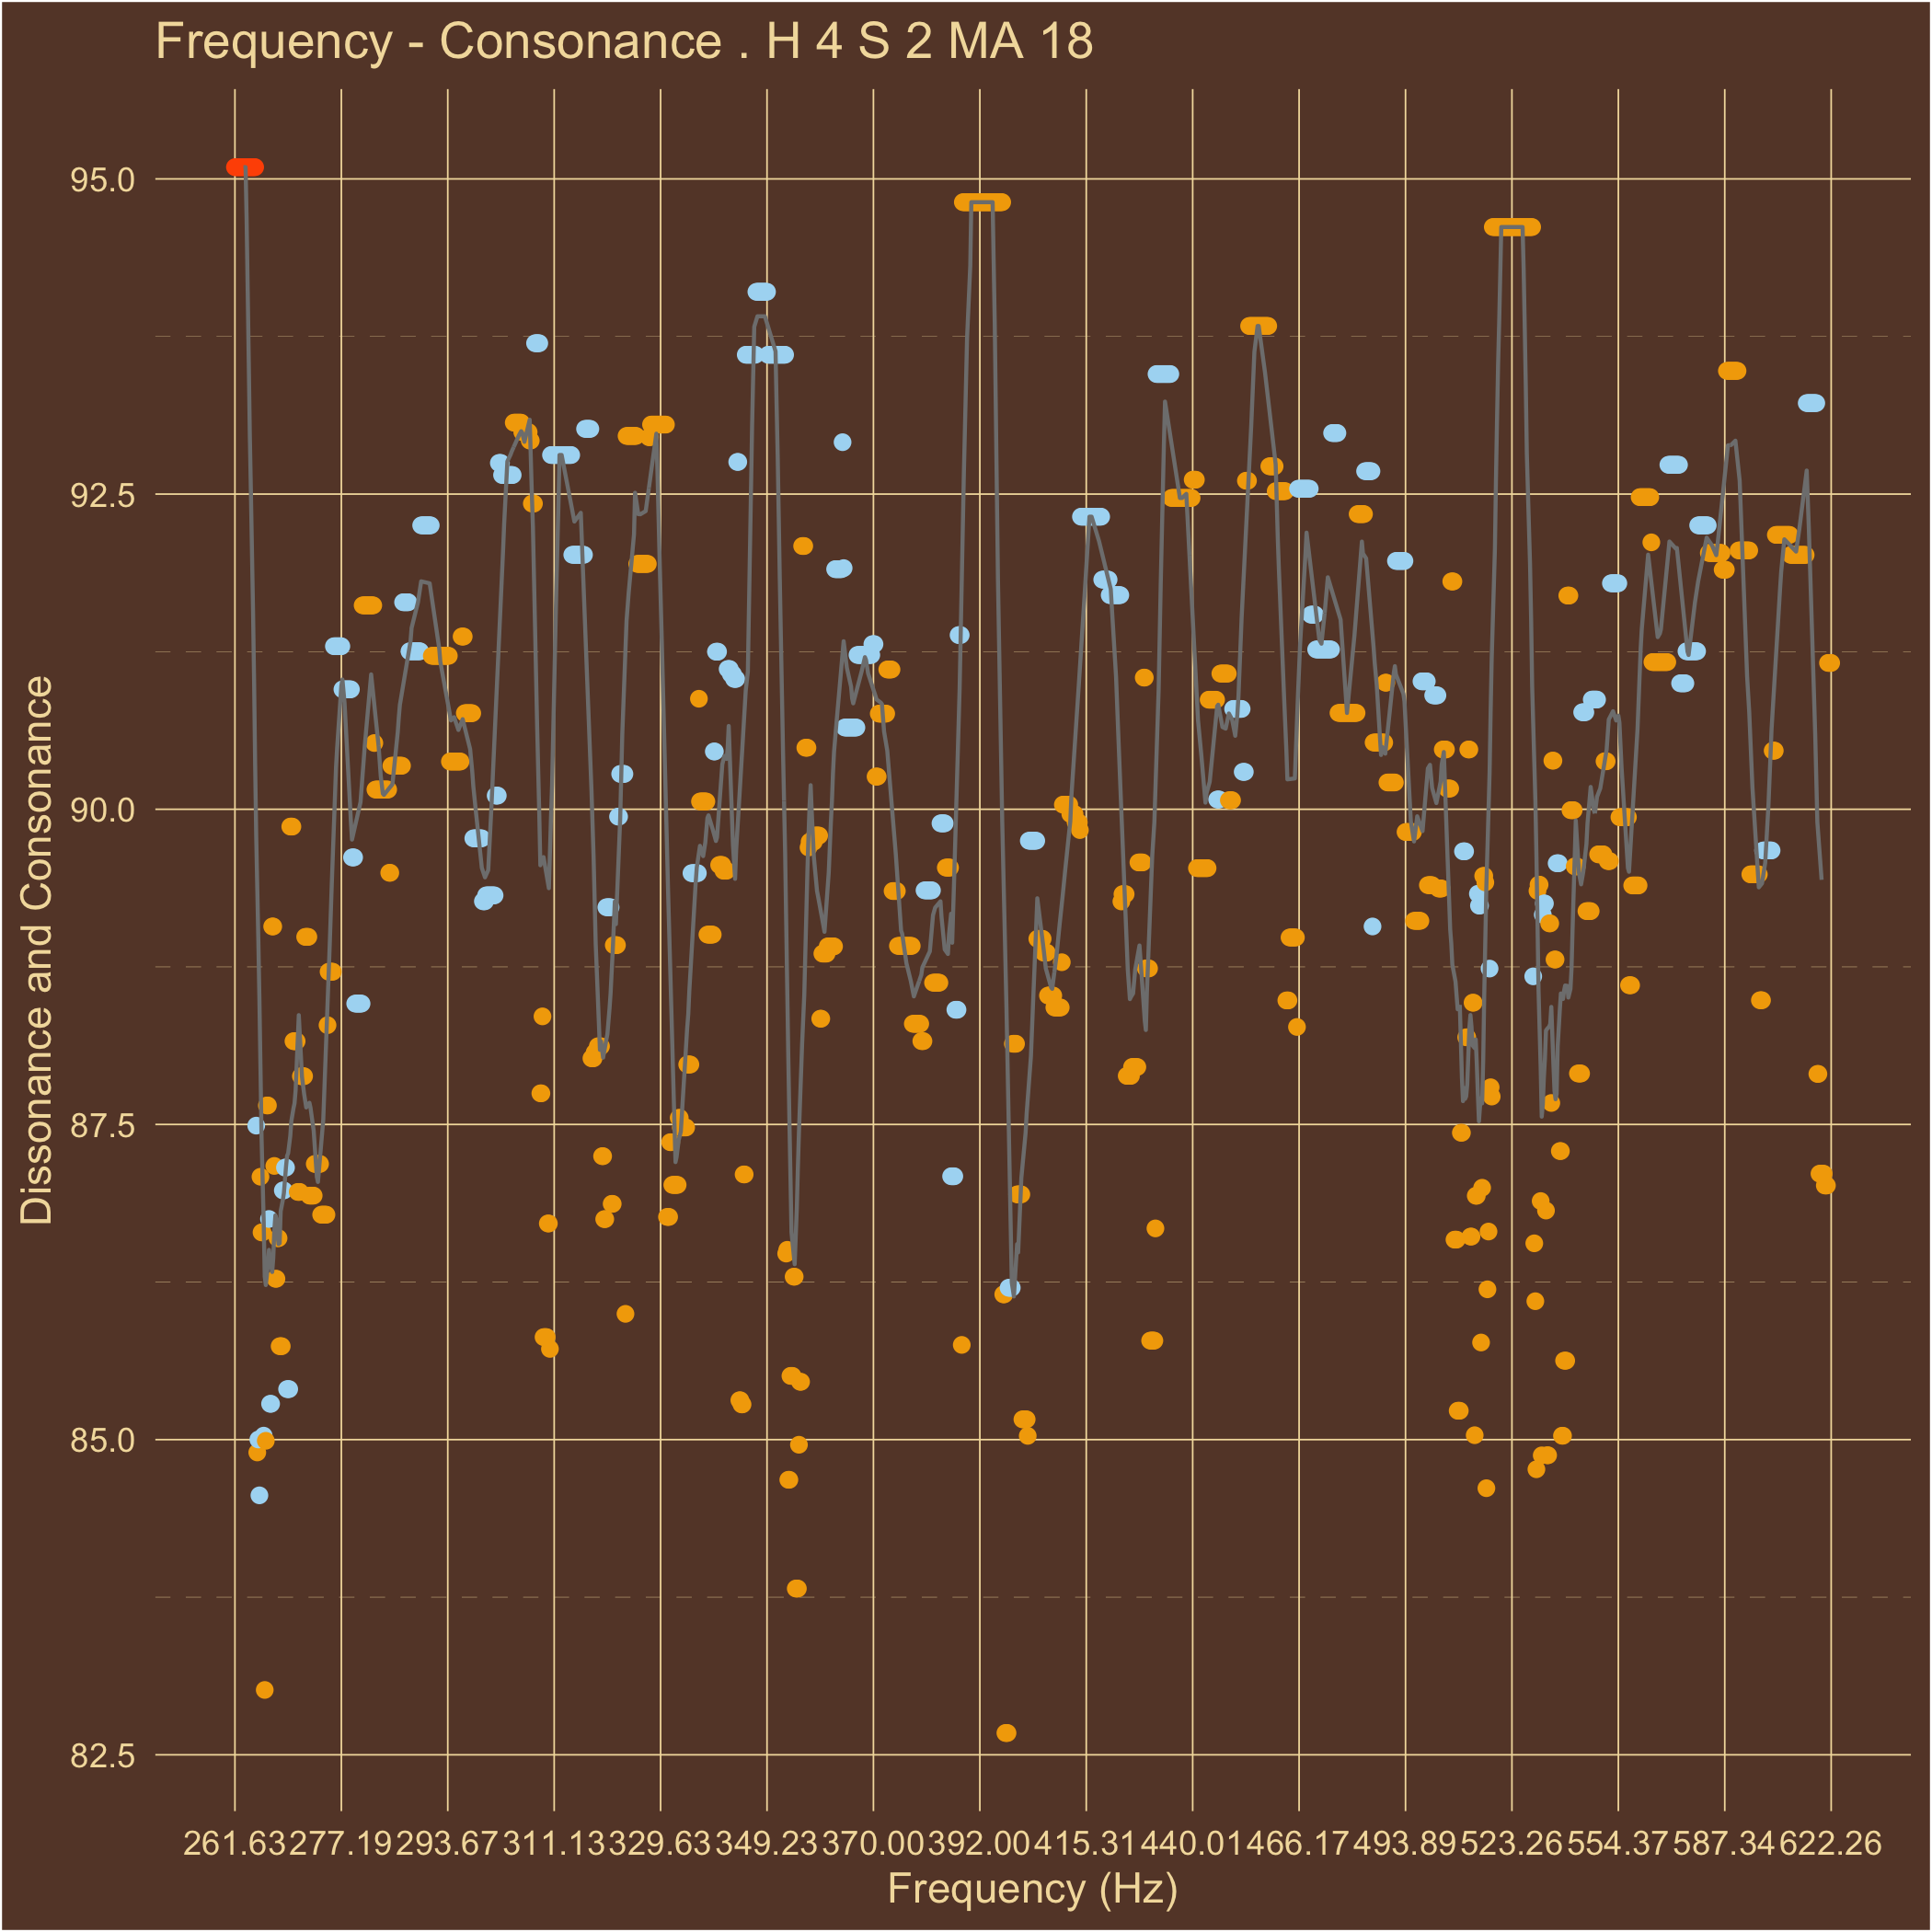 Frequency - Consonance . H 4 S 2 MA 18
Dissonance and Consonance
95.0
92.5
90.0
87.5
85.0
82.5
261.63 277.19 293.67 311.13 329.63 349.23 370.00 392.00 415.31 440.01 466.17 493.89 523.26 554.37 587.34 622.26
Frequency (Hz)